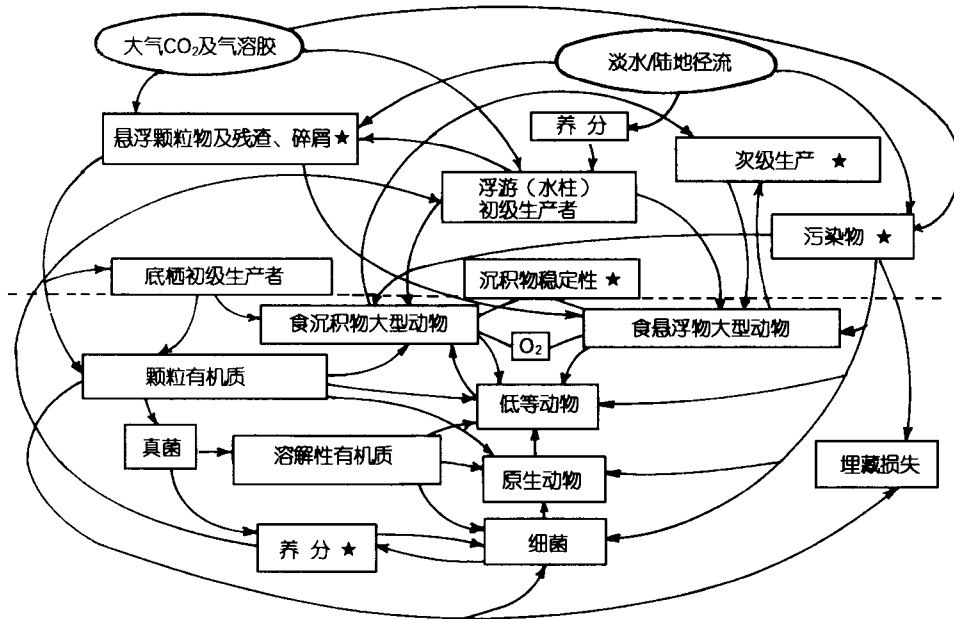 大气CO₂及气溶胶
淡水/陆地径流
悬浮颗粒物及残渣、碎屑★
养分
次级生产★
浮游（水柱）
初级生产者
污染物★
底栖初级生产者
沉积物稳定性★
食沉积物大型动物
食悬浮物大型动物
O₂
颗粒有机质
低等动物
真菌
溶解性有机质
原生动物
埋藏损失
养分★
细菌